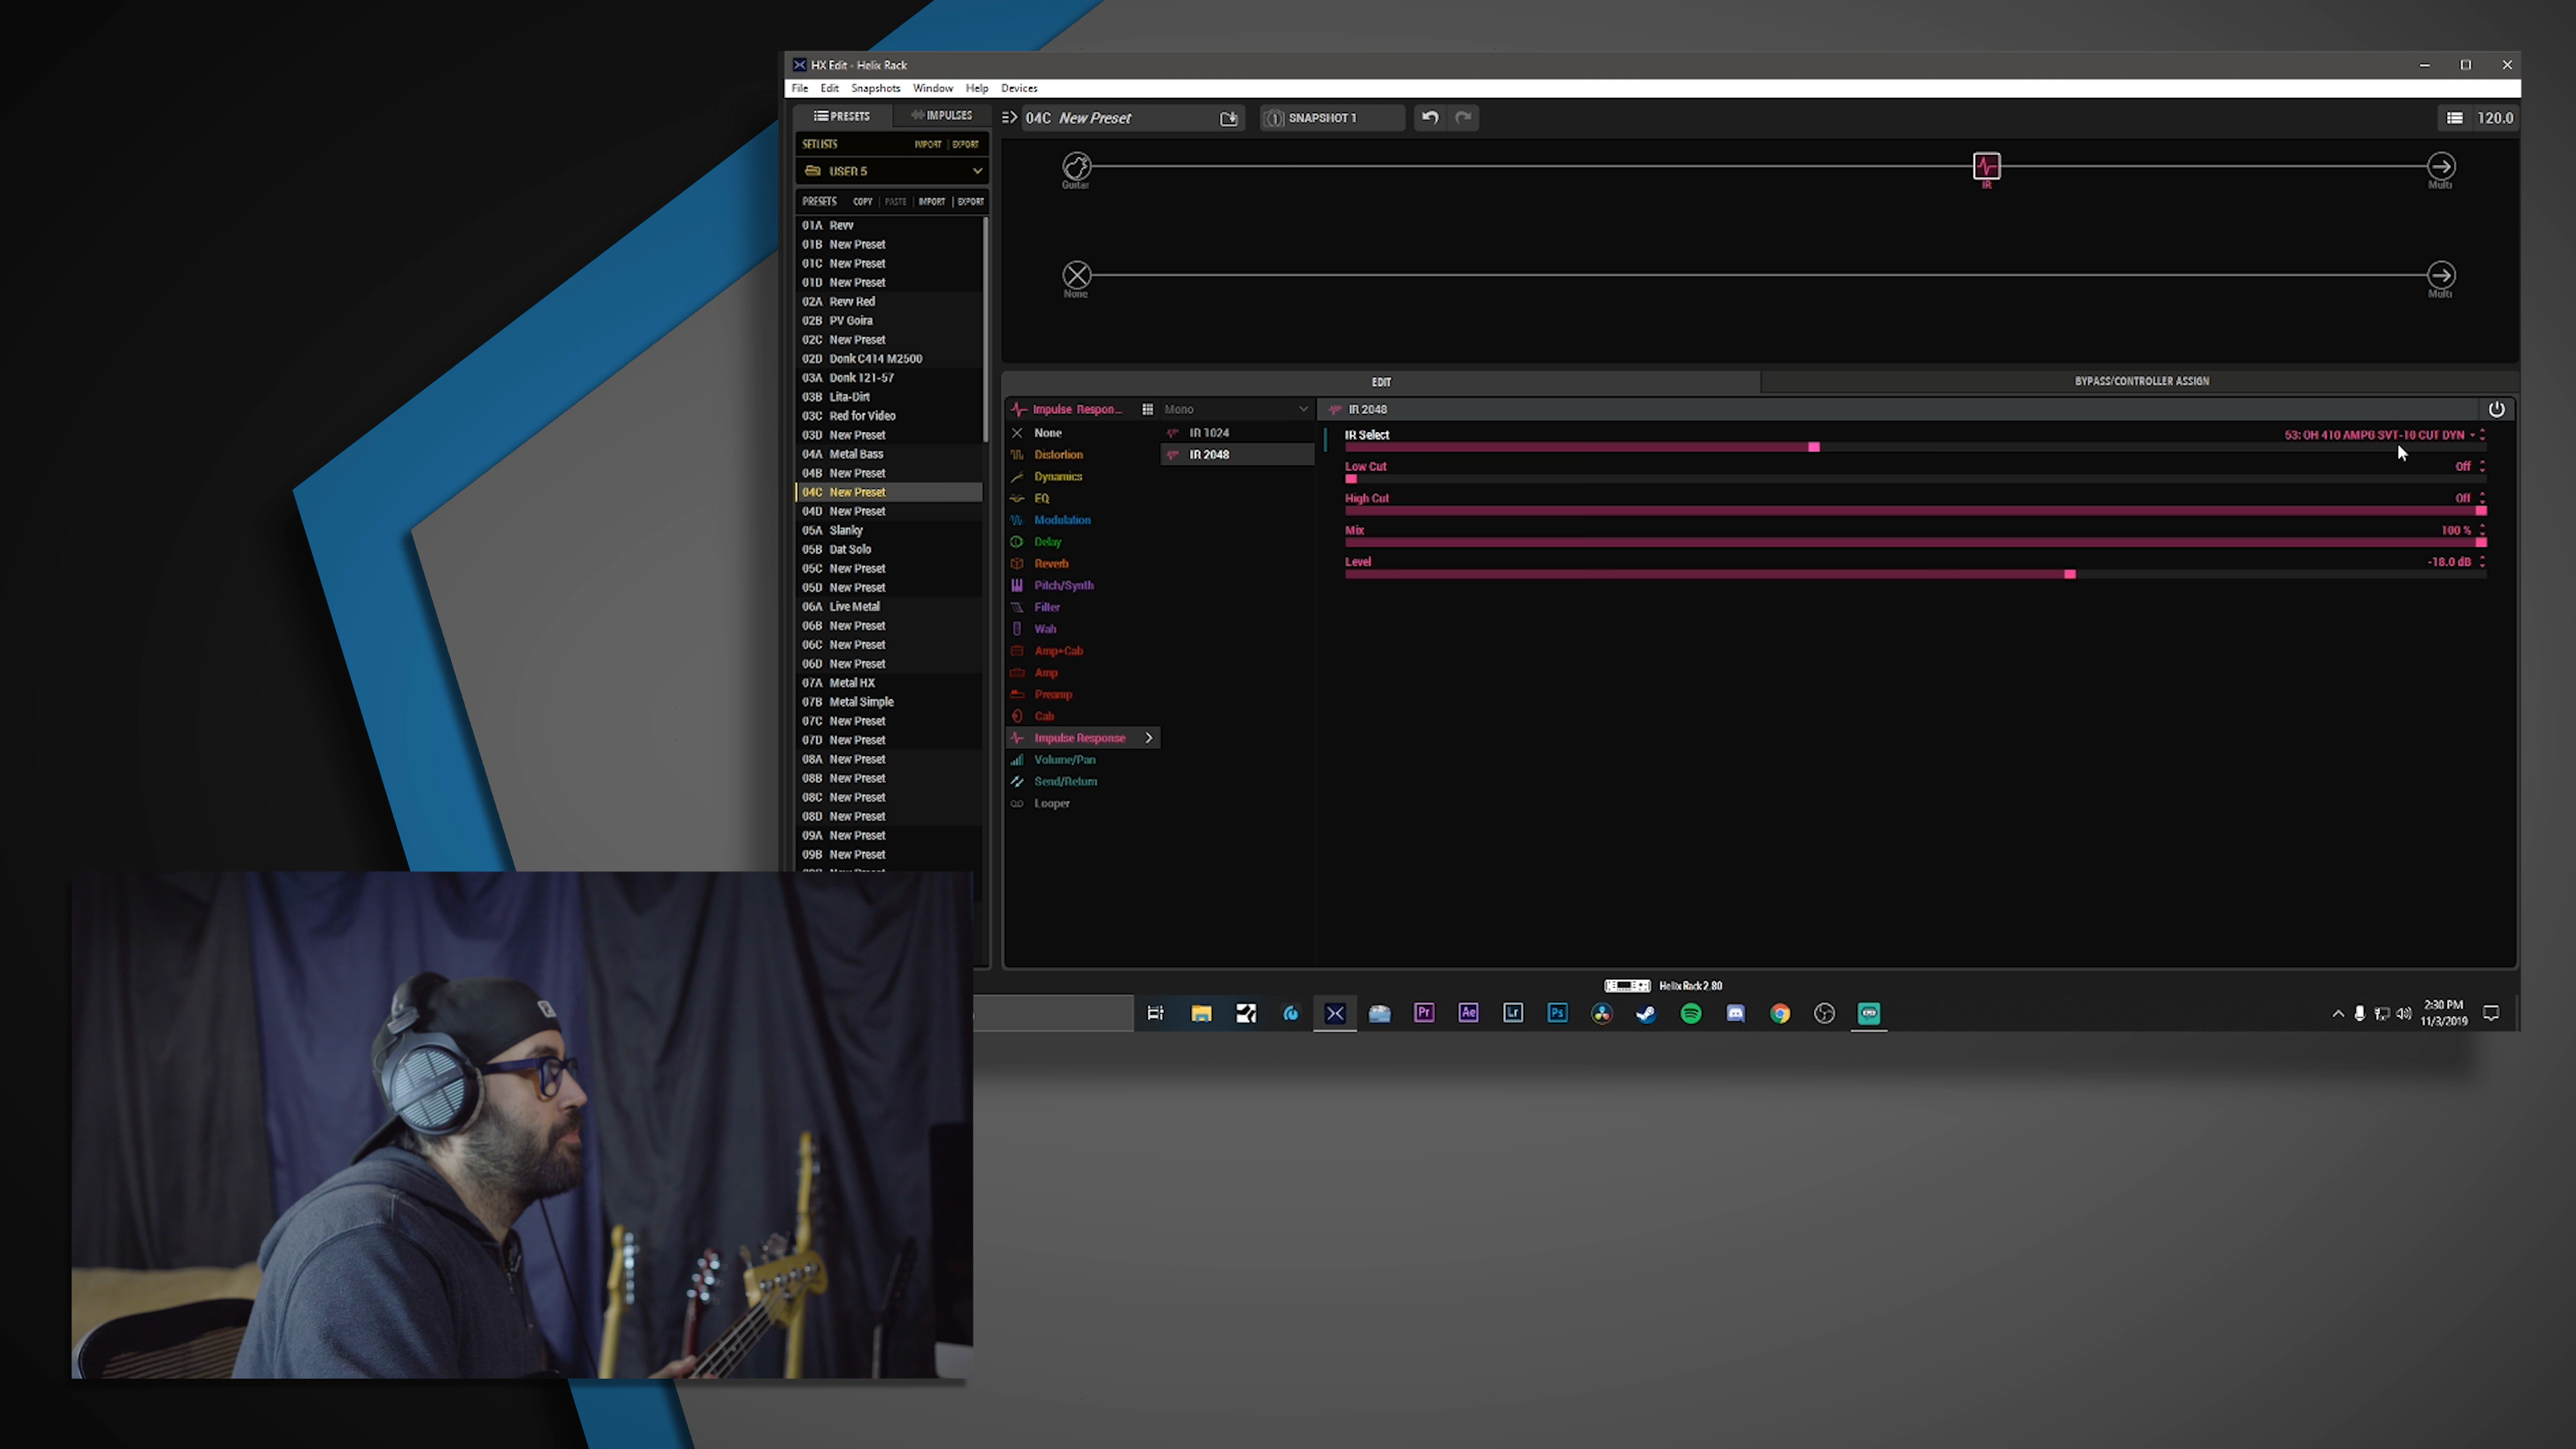 HX Edit - Helix Rack
File Edit Snapshots Window Help Devices
PRESETS IMPULSES
04C New Preset
SNAPSHOT 1
120.0
SETLISTS IMPORT | EXPORT
USER 5
PRESETS COPY | PASTE | IMPORT | EXPORT
01A Revv
01B New Preset
01C New Preset
01D New Preset
02A Revv Red
02B PV Goira
02C New Preset
02D Donk C414 M2500
03A Donk 121-57
03B Lita-Dirt
03C Red for Video
03D New Preset
04A Metal Bass
04B New Preset
04C New Preset
04D New Preset
05A Slanky
05B Dat Solo
05C New Preset
05D New Preset
06A Live Metal
06B New Preset
06C New Preset
06D New Preset
07A Metal HX
07B Metal Simple
07C New Preset
07D New Preset
08A New Preset
08B New Preset
08C New Preset
08D New Preset
09A New Preset
09B New Preset
Guitar
IR
Multi
None
Multi
EDIT
BYPASS/CONTROLLER ASSIGN
Impulse Respon...
Mono
IR 2048
None
Distortion
Dynamics
EQ
Modulation
Delay
Reverb
Pitch/Synth
Filter
Wah
Amp+Cab
Amp
Preamp
Cab
Impulse Response
Volume/Pan
Send/Return
Looper
IR 1024
IR 2048
IR Select 53: OH 410 AMPG SVT-10 CUT DYN
Low Cut Off
High Cut Off
Mix 100 %
Level -18.0 dB
Helix Rack 2.80
Pr Ae Lr Ps
2:30 PM
11/3/2019